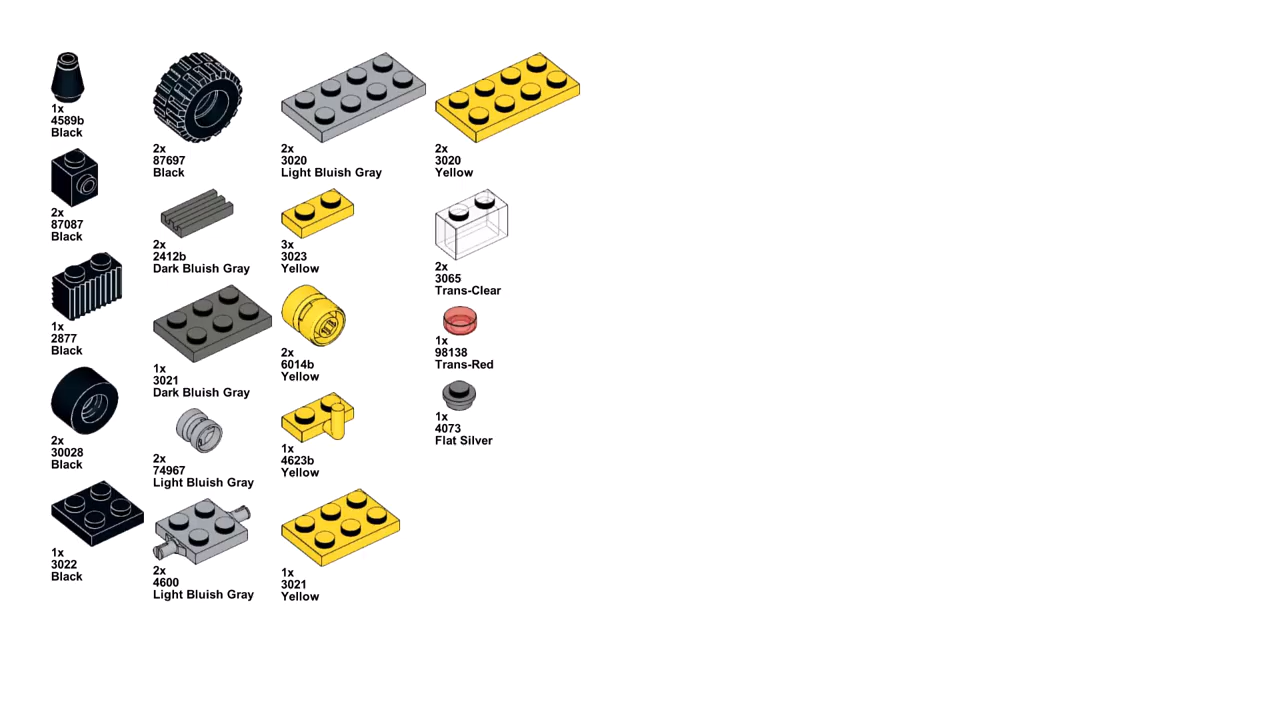 1x
4589b
Black
2x
87087
Black
1x
2877
Black
2x
30028
Black
1x
3022
Black
2x
87697
Black
2x
2412b
Dark Bluish Gray
1x
3021
Dark Bluish Gray
2x
74967
Light Bluish Gray
2x
4600
Light Bluish Gray
2x
3020
Light Bluish Gray
3x
3023
Yellow
2x
6014b
Yellow
1x
4623b
Yellow
1x
3021
Yellow
2x
3020
Yellow
2x
3065
Trans-Clear
1x
98138
Trans-Red
1x
4073
Flat Silver